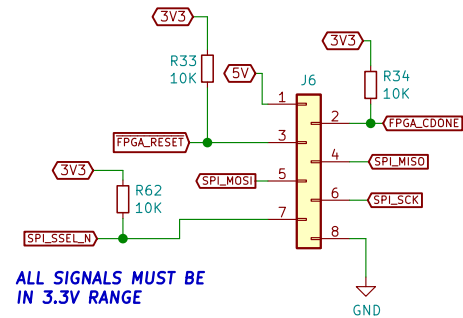 3V3
3V3
R33
10K
5V
J6
R34
10K
1
2
FPGA_CDONE
FPGA_RESET
3
4
SPI_MISO
3V3
SPI_MOSI
5
R62
10K
6
SPI_SCK
7
SPI_SSEL_N
8
ALL SIGNALS MUST BE
IN 3.3V RANGE
GND